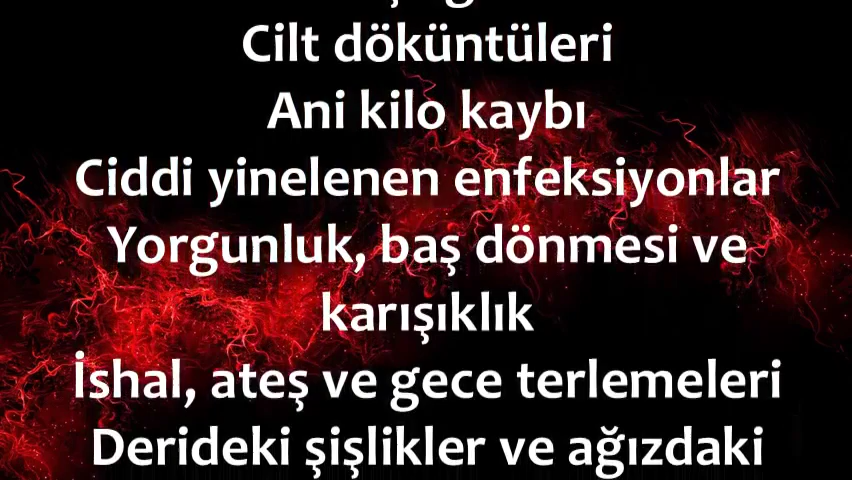 Cilt döküntüleri
Ani kilo kaybı
Ciddi yinelenen enfeksiyonlar
Yorgunluk, baş dönmesi ve
karışıklık
İshal, ateş ve gece terlemeleri
Derideki şişlikler ve ağızdaki